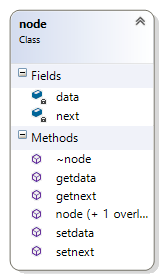 node
Class
Fields
data
next
Methods
~node
getdata
getnext
node (+ 1 overl...
setdata
setnext